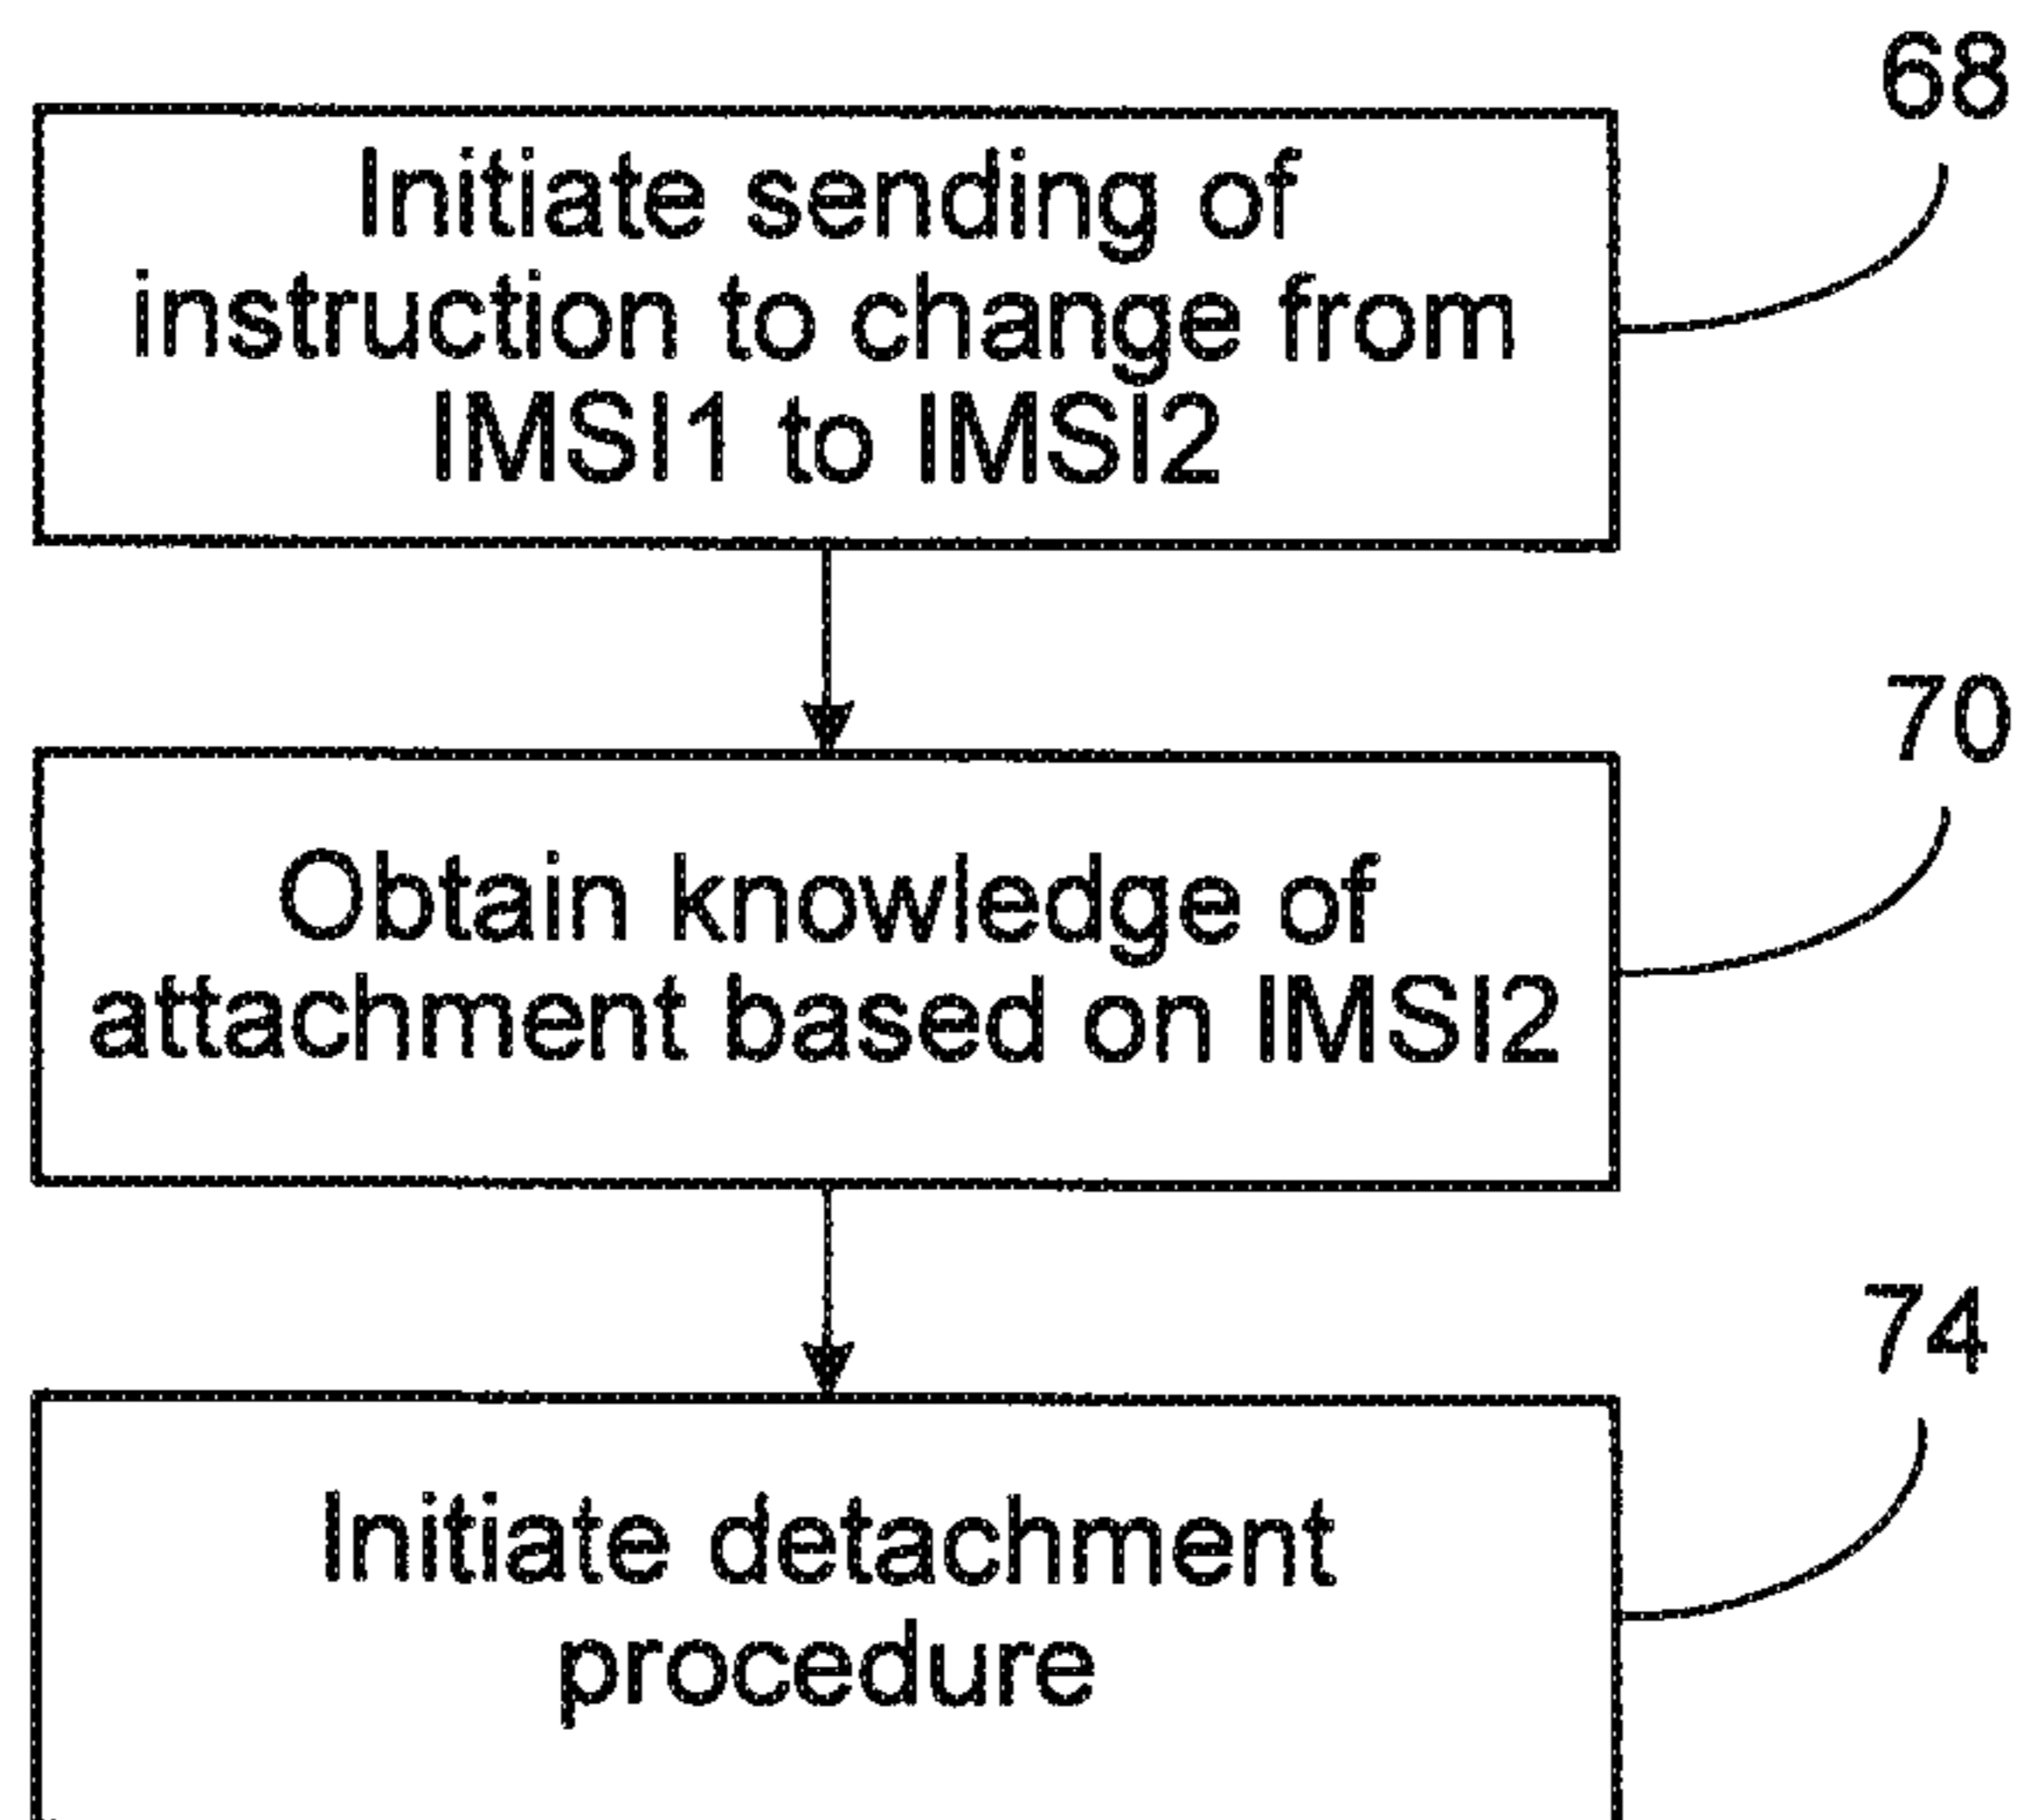 68
Initiate sending of
instruction to change from
IMSI1 to IMSI2
70
Obtain knowledge of
attachment based on IMSI2
74
Initiate detachment
procedure